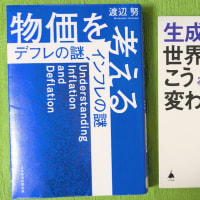 物価を考える
デフレの謎、インフレの謎
渡辺 努
Understanding
Inflation
and
Deflation
生成
世界
こう
変わ